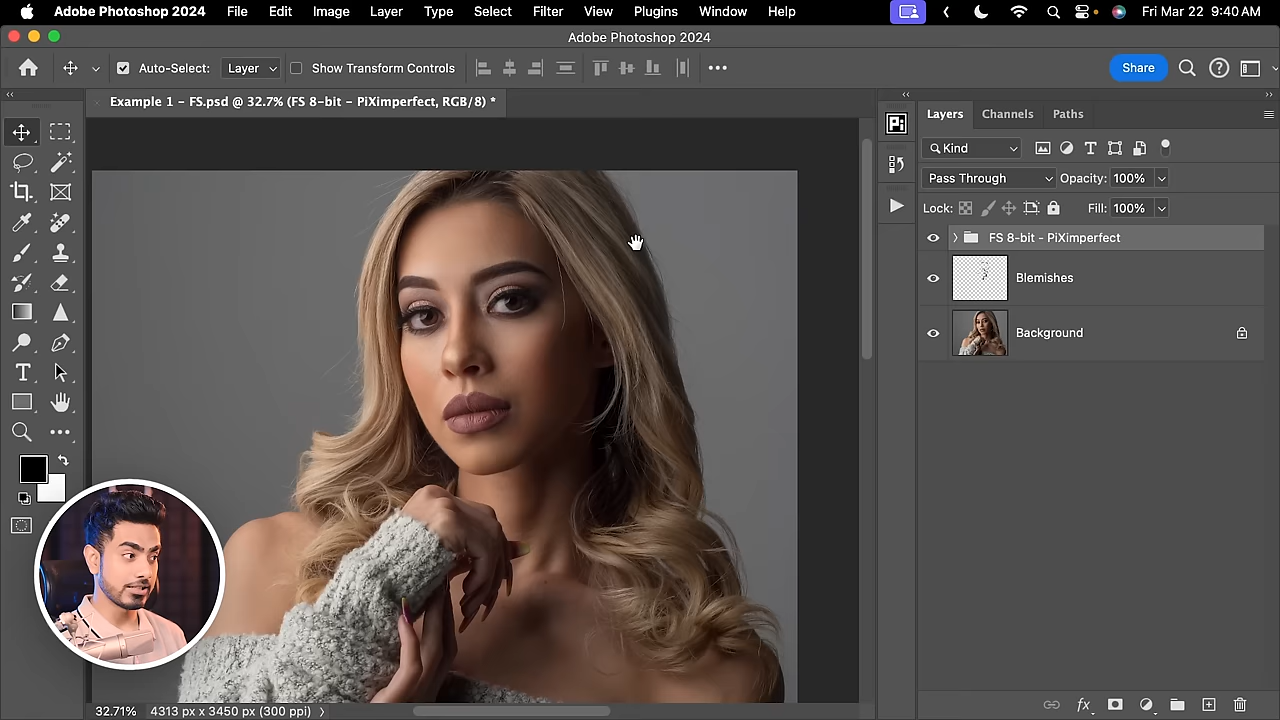 Adobe Photoshop 2024 File Edit Image Layer Type Select Filter View Plugins Window Help Fri Mar 22 9:40 AM
Adobe Photoshop 2024
Auto-Select: Layer Show Transform Controls Share
Example 1 – FS.psd @ 32.7% (FS 8-bit – PiXimperfect, RGB/8) *
Layers Channels Paths
Pi
Kind
Pass Through Opacity: 100%
Lock: Fill: 100%
FS 8-bit - PiXimperfect
Blemishes
Background
32.71% 4313 px x 3450 px (300 ppi)
fx